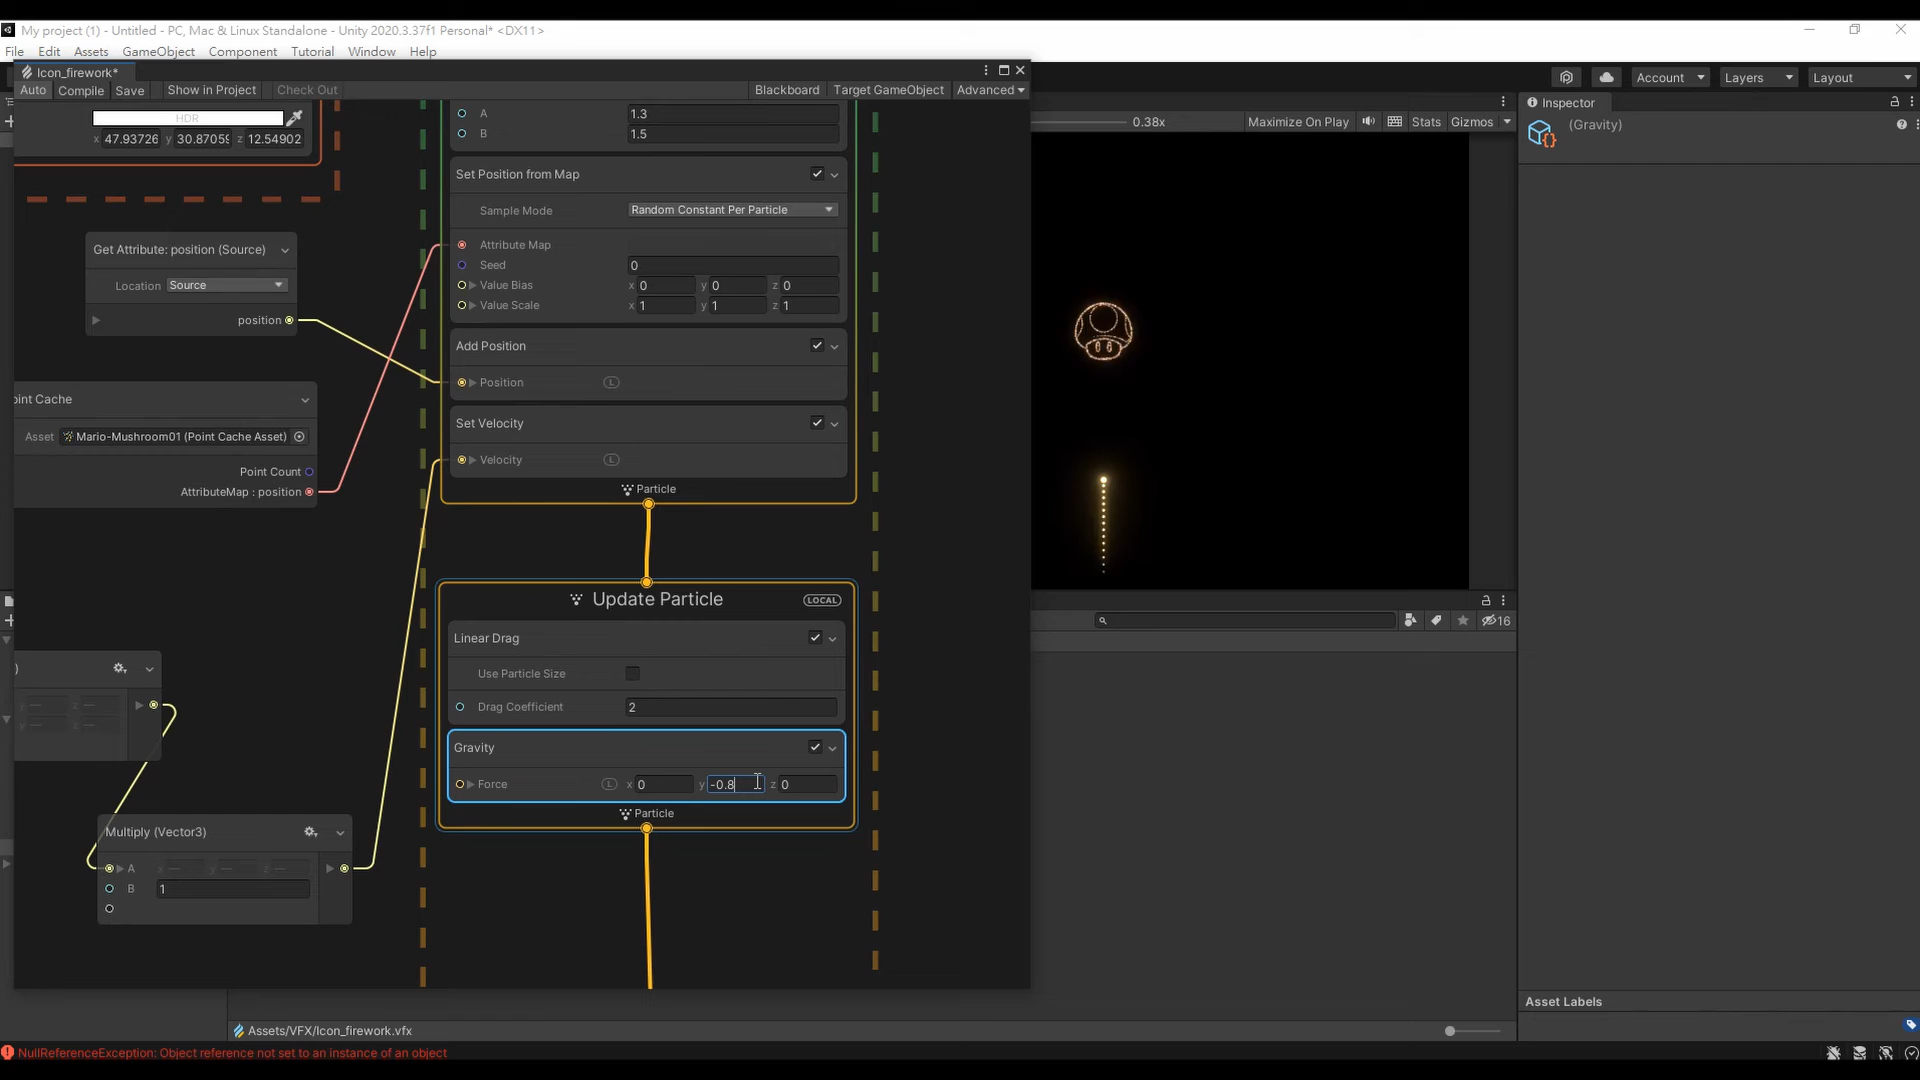 My project (1) - Untitled - PC, Mac & Linux Standalone - Unity 2020.3.37f1 Personal* <DX11>
File Edit Assets GameObject Component Tutorial Window Help
Icon_firework*
Account Layers Layout
Auto Compile Save Show in Project Check Out Blackboard Target GameObject Advanced
Inspector
HDR
x 47.93726 y 30.87059 z 12.54902
A 1.3
B 1.5
0.38x Maximize On Play Stats Gizmos
(Gravity)
Set Position from Map
Sample Mode Random Constant Per Particle
Attribute Map
Seed 0
Value Bias x 0 y 0 z 0
Value Scale x 1 y 1 z 1
Get Attribute: position (Source)
Location Source
position
Add Position
Position L
oint Cache
Asset Mario-Mushroom01 (Point Cache Asset)
Point Count
AttributeMap : position
Set Velocity
Velocity L
Particle
Update Particle LOCAL
16
Linear Drag
Use Particle Size
Drag Coefficient 2
)
y — z —
y — z —
Gravity
Force L x 0 y -0.8 z 0
Particle
Multiply (Vector3)
A x — y — z —
B 1
Asset Labels
Assets/VFX/Icon_firework.vfx
NullReferenceException: Object reference not set to an instance of an object